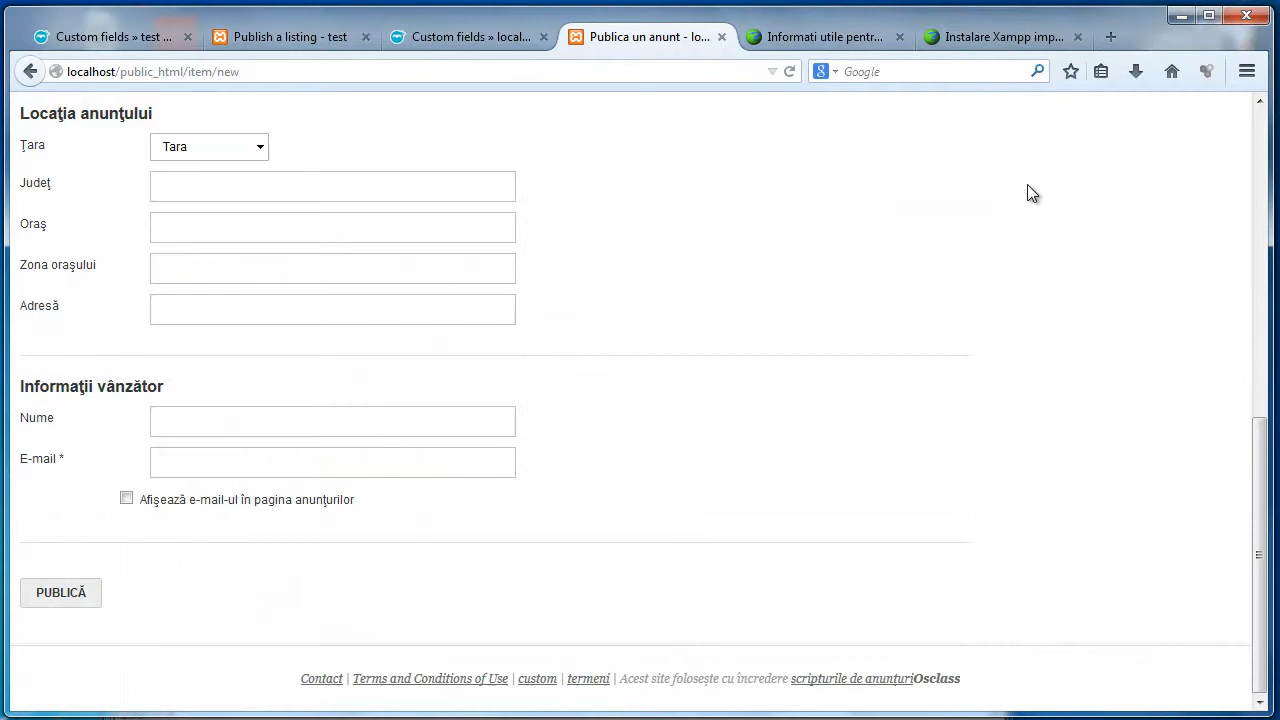 Custom fields » test ...
Publish a listing - test
Custom fields » local...
Publica un anunt - lo...
Informati utile pentr...
Instalare Xampp imp...
localhost/public_html/item/new
Google
Locaţia anunţului
Ţara
Tara
Judeţ
Oraş
Zona oraşului
Adresă
Informaţii vânzător
Nume
E-mail *
Afişează e-mail-ul în pagina anunţurilor
PUBLICĂ
Contact | Terms and Conditions of Use | custom | termeni | Acest site folosește cu încredere scripturile de anunțuriOsclass